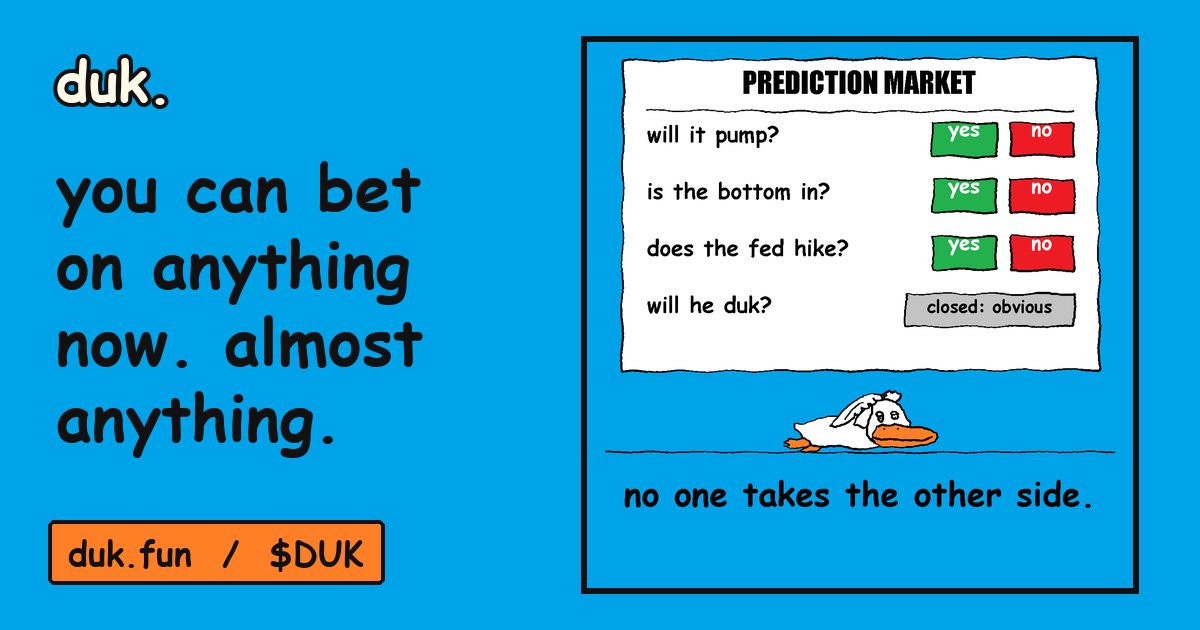 duk.
you can bet
on anything
now. almost
anything.
duk.fun / $DUK
PREDICTION MARKET
will it pump? yes no
is the bottom in? yes no
does the fed hike? yes no
will he duk? closed: obvious
no one takes the other side.